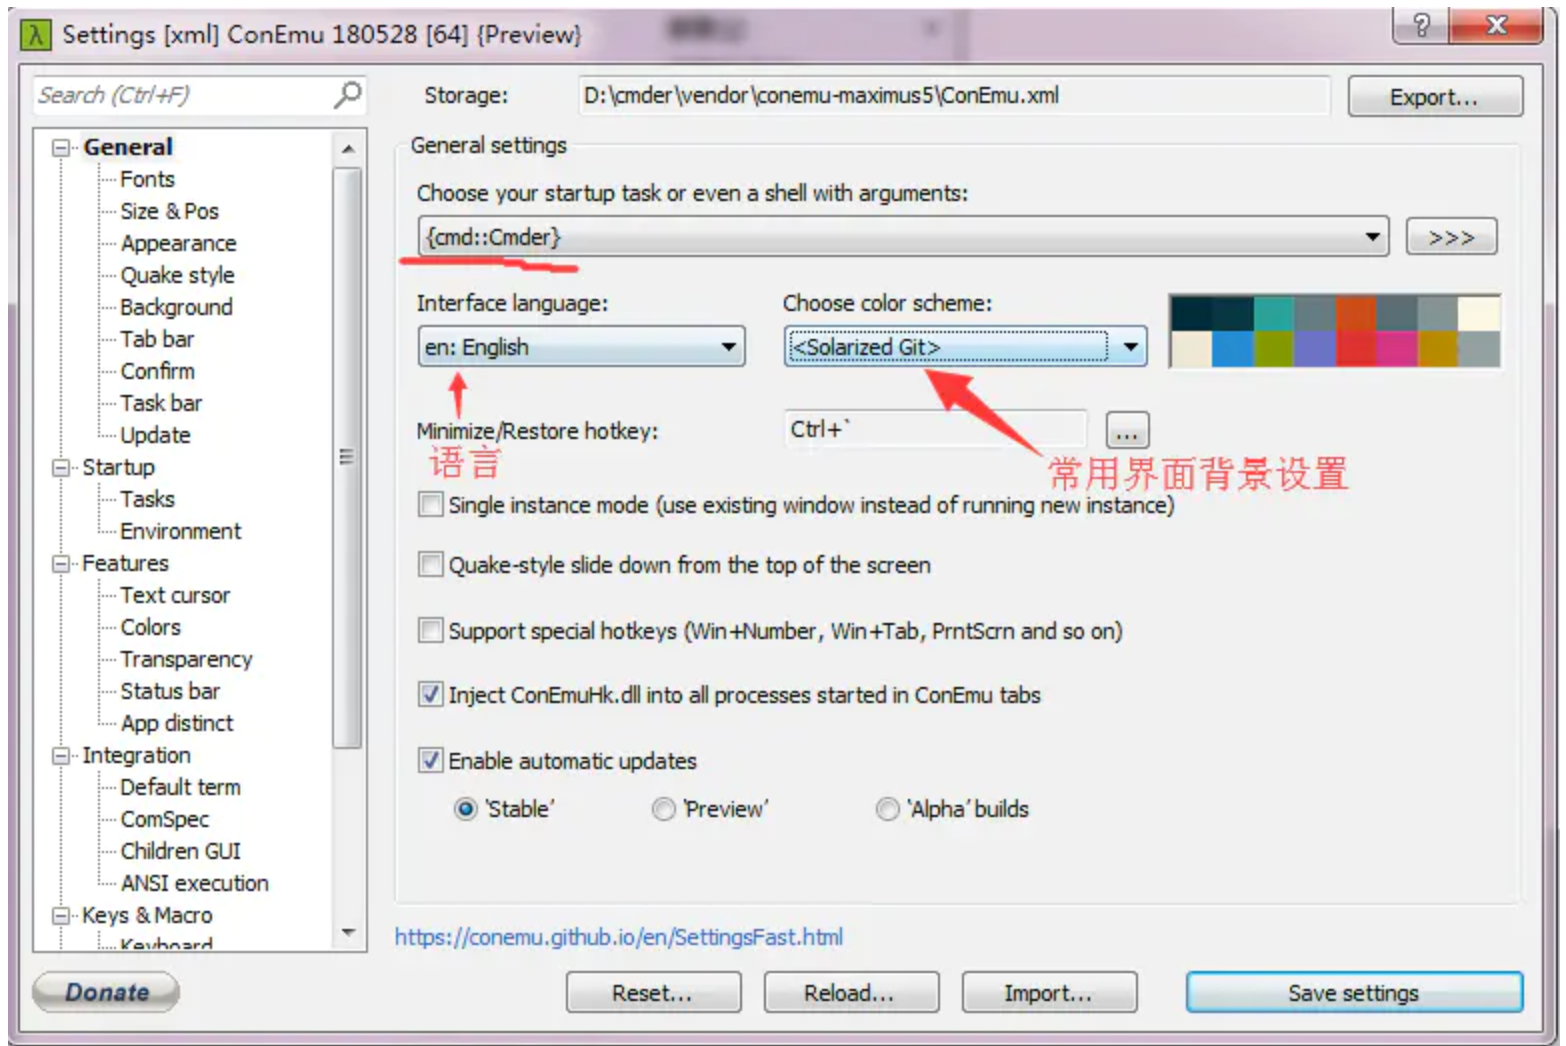 λ Settings [xml] ConEmu 180528 [64] {Preview}
? X
Search (Ctrl+F)
Storage: D:\cmder\vendor\conemu-maximus5\ConEmu.xml Export...
General
Fonts
Size & Pos
Appearance
Quake style
Background
Tab bar
Confirm
Task bar
Update
Startup
Tasks
Environment
Features
Text cursor
Colors
Transparency
Status bar
App distinct
Integration
Default term
ComSpec
Children GUI
ANSI execution
Keys & Macro
Keyboard
General settings
Choose your startup task or even a shell with arguments:
{cmd::Cmder} >>>
Interface language: Choose color scheme:
en: English <Solarized Git>
Minimize/Restore hotkey: Ctrl+` ...
语言 常用界面背景设置
Single instance mode (use existing window instead of running new instance)
Quake-style slide down from the top of the screen
Support special hotkeys (Win+Number, Win+Tab, PrntScrn and so on)
Inject ConEmuHk.dll into all processes started in ConEmu tabs
Enable automatic updates
'Stable' 'Preview' 'Alpha' builds
https://conemu.github.io/en/SettingsFast.html
Donate Reset... Reload... Import... Save settings